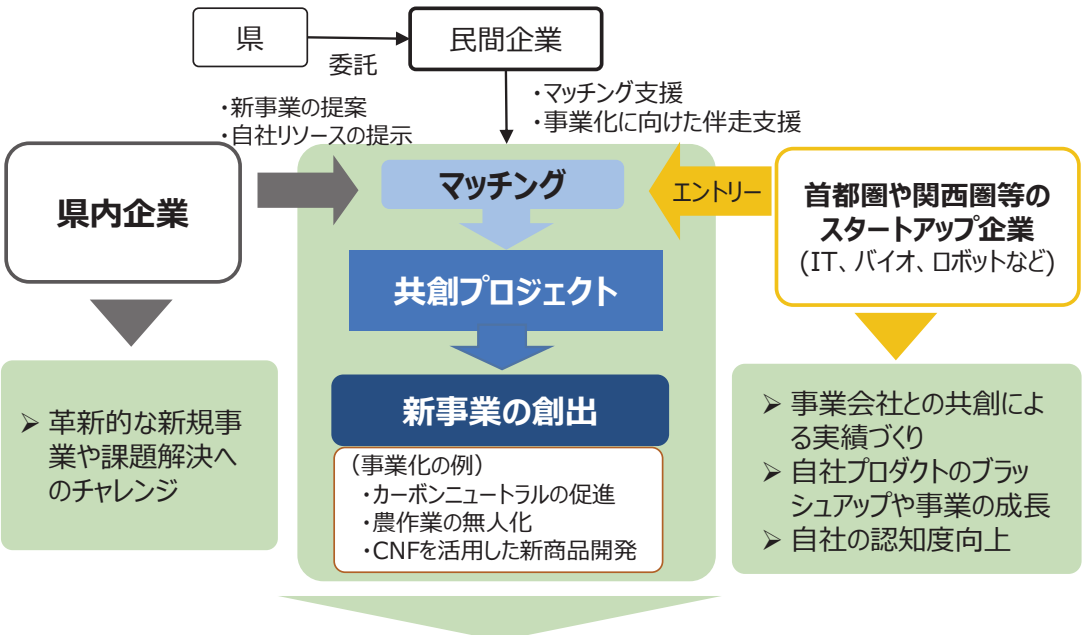 県
委託
民間企業
・新事業の提案
・自社リソースの提示
・マッチング支援
・事業化に向けた伴走支援
県内企業
マッチング
エントリー
首都圏や関西圏等の
スタートアップ企業
(IT、バイオ、ロボットなど)
共創プロジェクト
新事業の創出
（事業化の例）
・カーボンニュートラルの促進
・農作業の無人化
・CNFを活用した新商品開発
➢ 革新的な新規事
業や課題解決へ
のチャレンジ
➢ 事業会社との共創によ
る実績づくり
➢ 自社プロダクトのブラッ
シュアップや事業の成長
➢ 自社の認知度向上